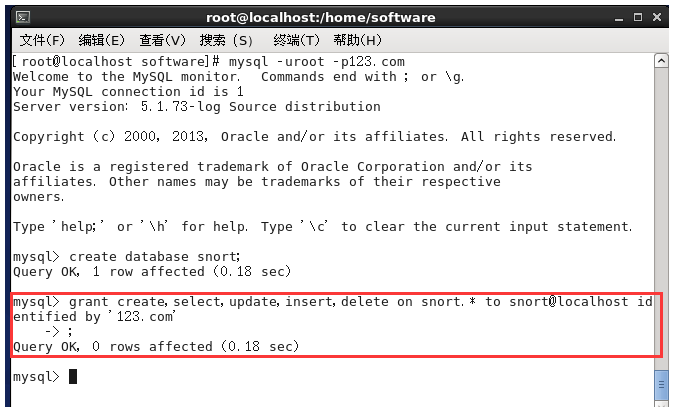 root@localhost:/home/software
文件(F) 编辑(E) 查看(V) 搜索 (S) 终端(T) 帮助(H)
[root@localhost software]# mysql -uroot -p123.com
Welcome to the MySQL monitor. Commands end with ; or \g.
Your MySQL connection id is 1
Server version: 5.1.73-log Source distribution
Copyright (c) 2000, 2013, Oracle and/or its affiliates. All rights reserved.
Oracle is a registered trademark of Oracle Corporation and/or its
affiliates. Other names may be trademarks of their respective
owners.
Type 'help;' or '\h' for help. Type '\c' to clear the current input statement.
mysql> create database snort;
Query OK, 1 row affected (0.18 sec)
mysql> grant create,select,update,insert,delete on snort.* to snort@localhost id
entified by '123.com'
-> ;
Query OK, 0 rows affected (0.18 sec)
mysql>